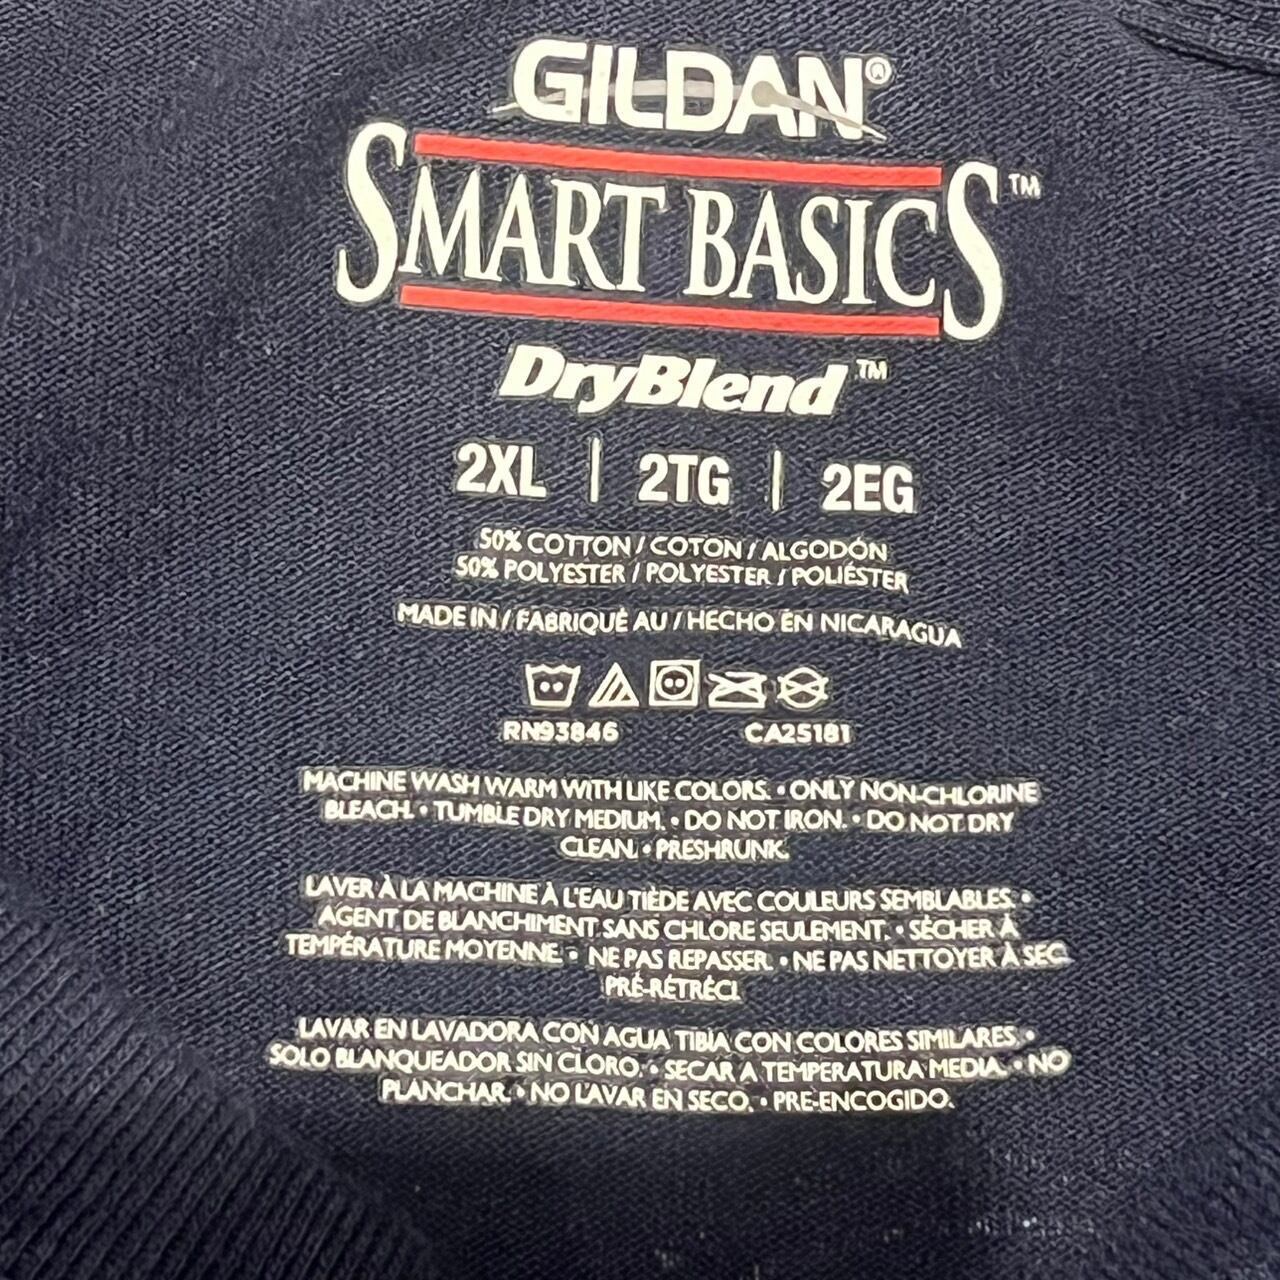 GILDAN®
SMART BASICS™
DryBlend™
2XL | 2TG | 2EG
50% COTTON / COTON / ALGODÓN
50% POLYESTER / POLYESTER / POLIÉSTER
MADE IN / FABRIQUÉ AU / HECHO EN NICARAGUA
RN93846 CA25181
MACHINE WASH WARM WITH LIKE COLORS. • ONLY NON-CHLORINE
BLEACH. • TUMBLE DRY MEDIUM. • DO NOT IRON. • DO NOT DRY
CLEAN. • PRESHRUNK.
LAVER À LA MACHINE À L'EAU TIÈDE AVEC COULEURS SEMBLABLES. •
AGENT DE BLANCHIMENT SANS CHLORE SEULEMENT. • SÉCHER À
TEMPÉRATURE MOYENNE. • NE PAS REPASSER. • NE PAS NETTOYER À SEC.
PRÉ-RÉTRÉCI.
LAVAR EN LAVADORA CON AGUA TIBIA CON COLORES SIMILARES. •
SOLO BLANQUEADOR SIN CLORO. • SECAR A TEMPERATURA MEDIA. • NO
PLANCHAR. • NO LAVAR EN SECO. • PRE-ENCOGIDO.